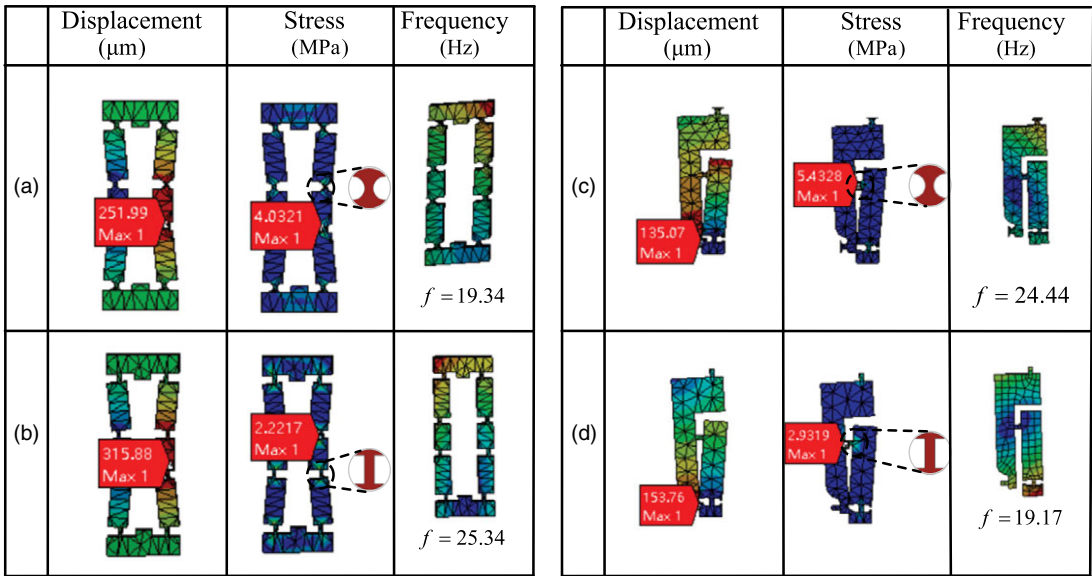 Displacement
(μm)
Stress
(MPa)
Frequency
(Hz)
(a)
251.99
Max 1
4.0321
Max 1
f = 19.34
(b)
315.88
Max 1
2.2217
Max 1
f = 25.34
Displacement
(μm)
Stress
(MPa)
Frequency
(Hz)
(c)
135.07
Max 1
5.4328
Max 1
f = 24.44
(d)
153.76
Max 1
2.9319
Max 1
f = 19.17